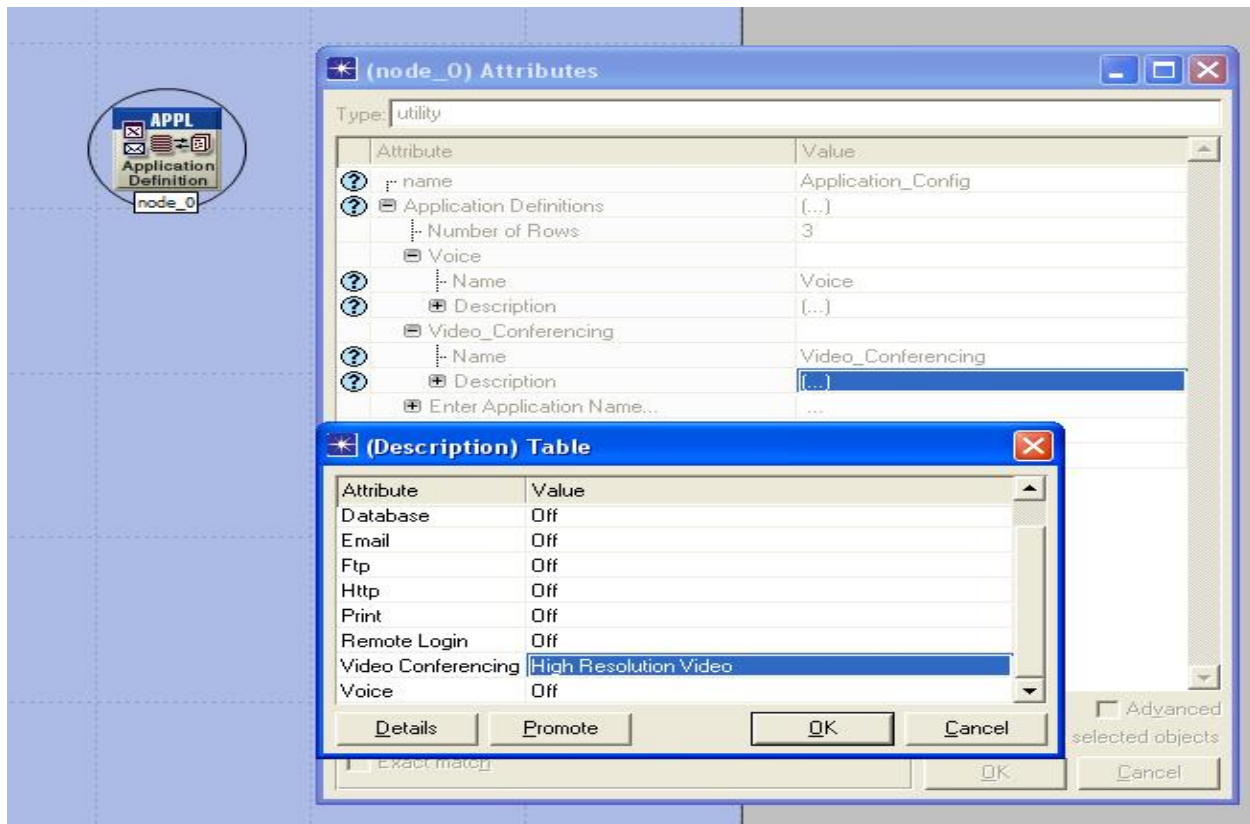 APPL
Application
Definition
node_0
(node_0) Attributes
Type: utility
Attribute Value
name Application_Config
Application Definitions (...)
Number of Rows 3
Voice
Name Voice
Description (...)
Video_Conferencing
Name Video_Conferencing
Description (...)
Enter Application Name... ...
(Description) Table
Attribute Value
Database Off
Email Off
Ftp Off
Http Off
Print Off
Remote Login Off
Video Conferencing High Resolution Video
Voice Off
Details Promote OK Cancel
Advanced
selected objects
Exact match
OK Cancel